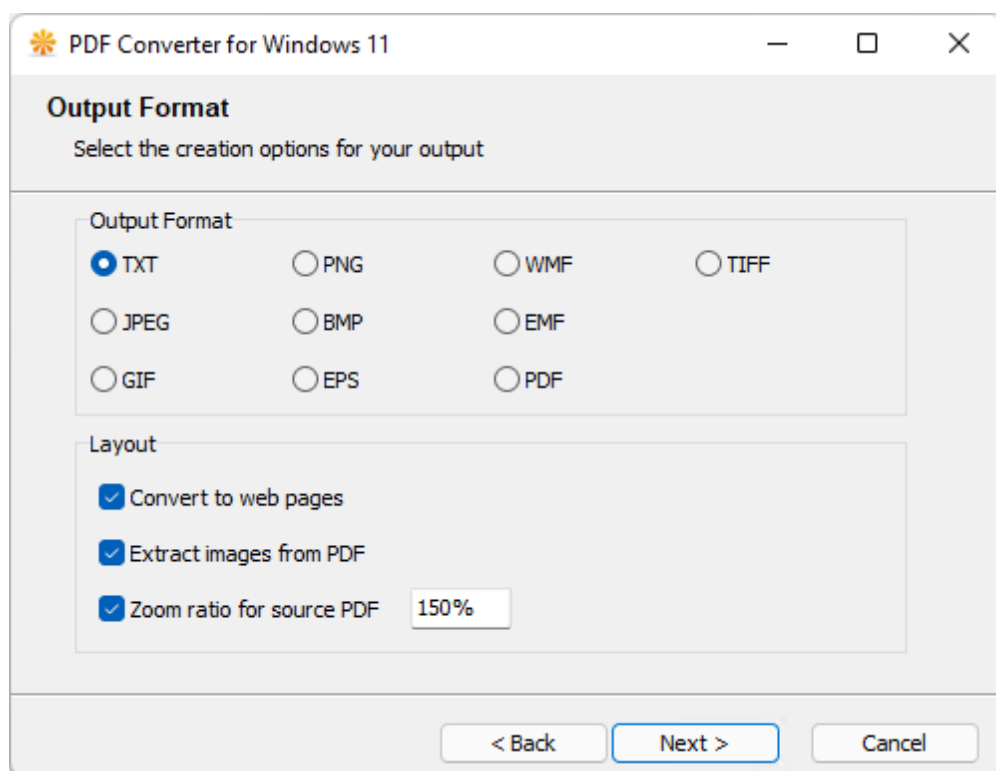 PDF Converter for Windows 11
Output Format
Select the creation options for your output
Output Format
TXT PNG WMF TIFF
JPEG BMP EMF
GIF EPS PDF
Layout
Convert to web pages
Extract images from PDF
Zoom ratio for source PDF 150%
< Back Next > Cancel